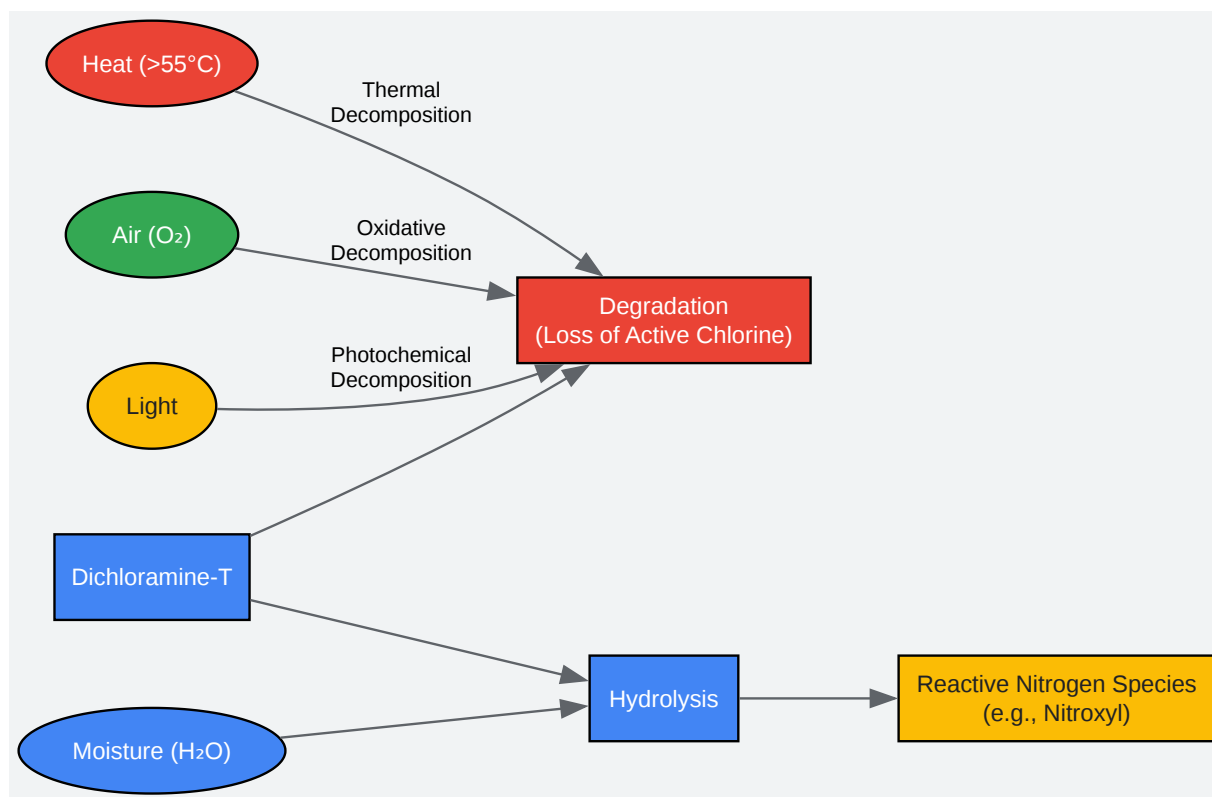 Heat (>55°C)
Thermal
Decomposition
Air (O₂)
Oxidative
Decomposition
Degradation
(Loss of Active Chlorine)
Light
Photochemical
Decomposition
Dichloramine-T
Moisture (H₂O)
Hydrolysis
Reactive Nitrogen Species
(e.g., Nitroxyl)